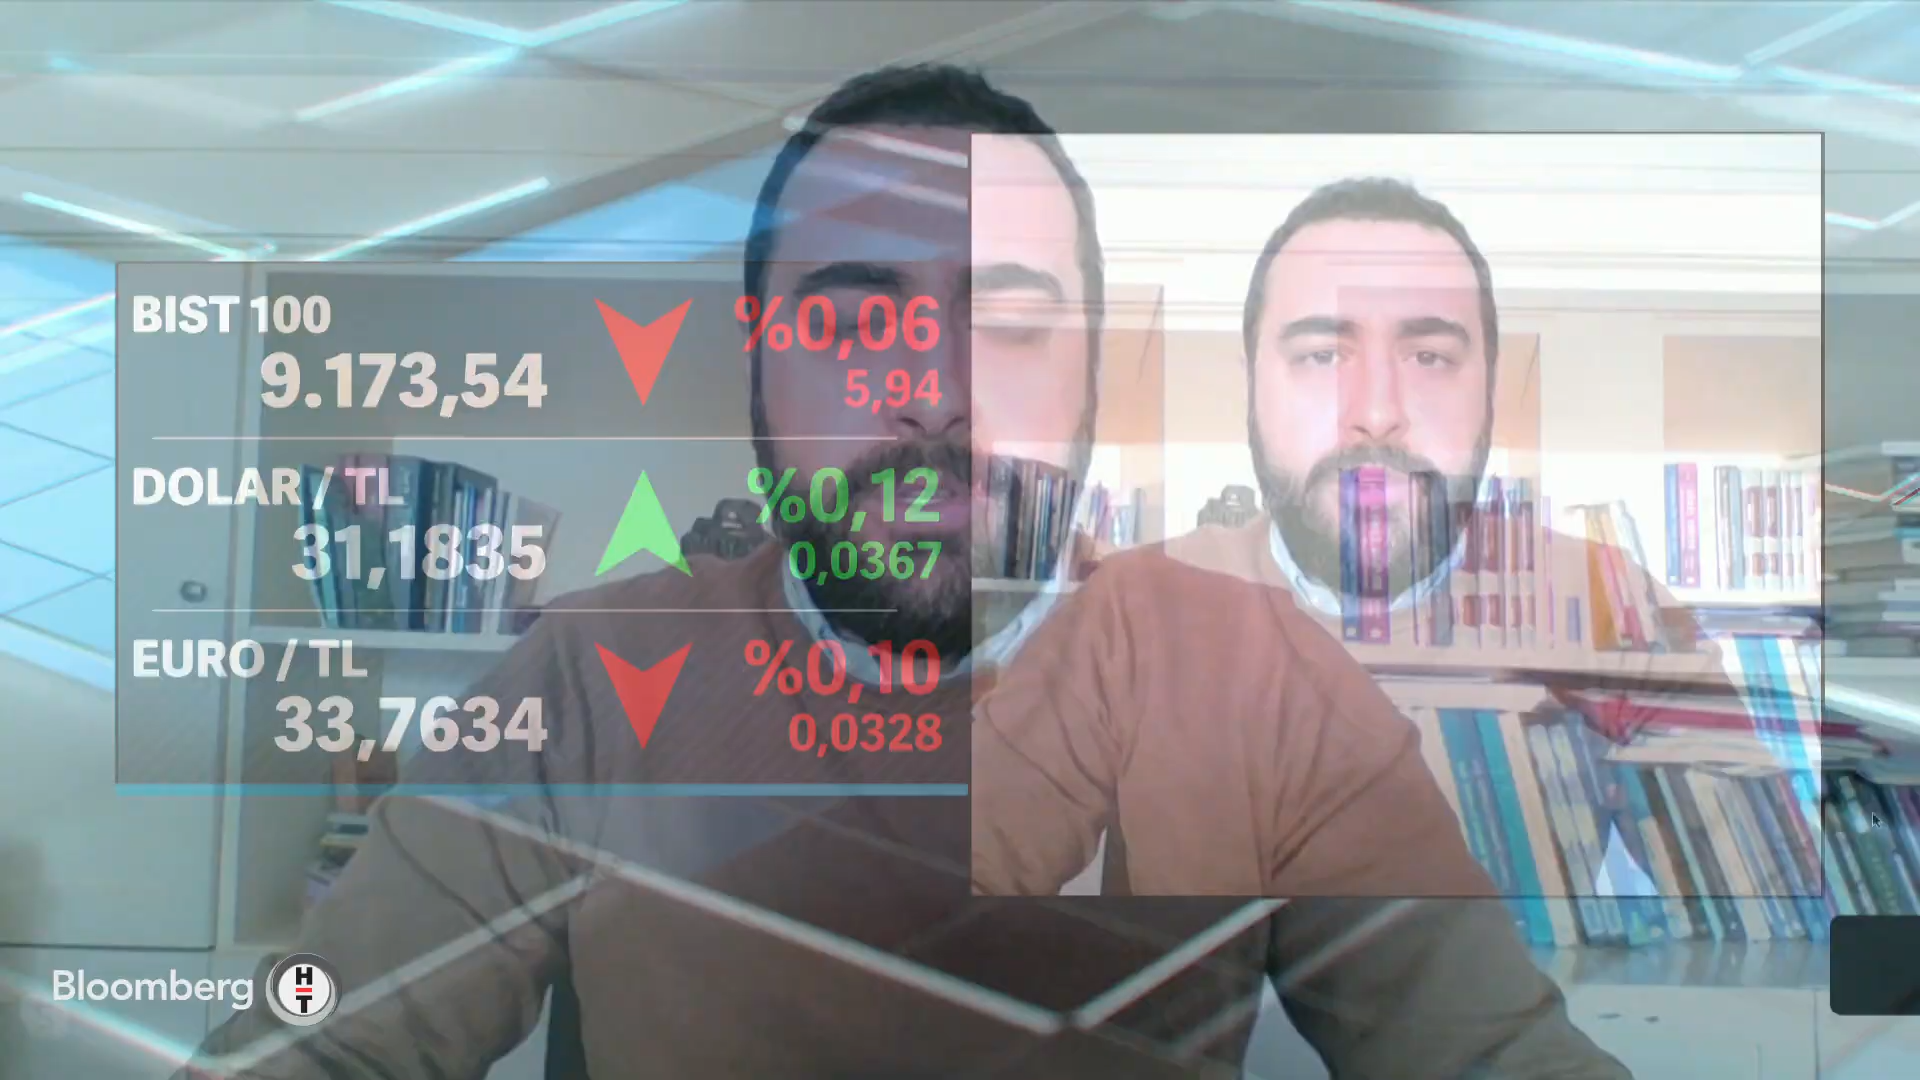 BIST 100
%0,06
9.173,54
5,94
DOLAR / TL
%0,12
31,1835
0,0367
EURO / TL
%0,10
33,7634
0,0328
Bloomberg HT